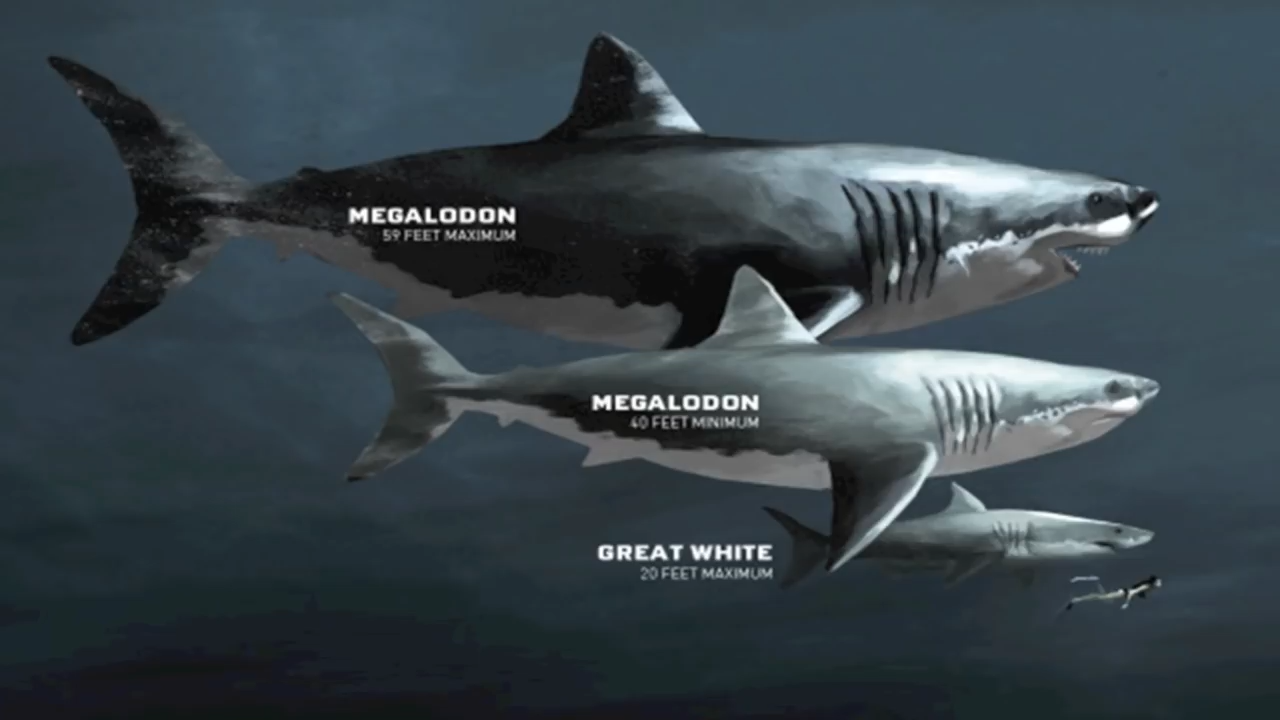 MEGALODON
59 FEET MAXIMUM
MEGALODON
40 FEET MINIMUM
GREAT WHITE
20 FEET MAXIMUM